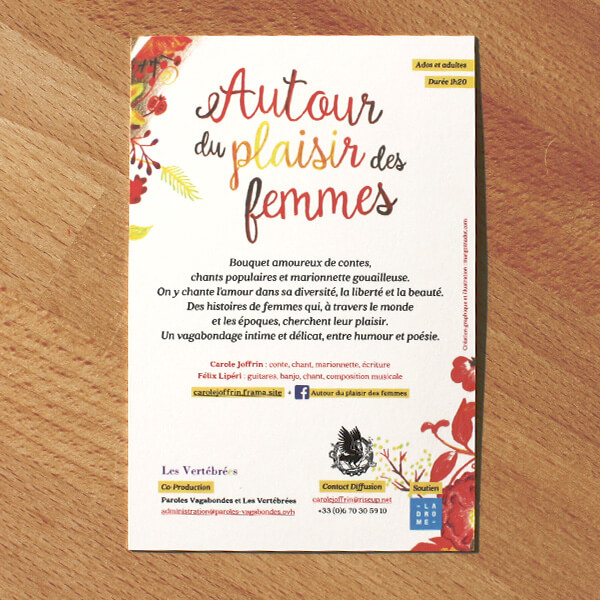 Ados et adultes
Durée 1h20
Autour
du plaisir des
femmes
Bouquet amoureux de contes,
chants populaires et marionnette gouailleuse.
On y chante l'amour dans sa diversité, la liberté et la beauté.
Des histoires de femmes qui, à travers le monde
et les époques, cherchent leur plaisir.
Un vagabondage intime et délicat, entre humour et poésie.
Carole Joffrin : conte, chant, marionnette, écriture
Félix Lipéri : guitares, banjo, chant, composition musicale
carolejoffrin.frama.site + f Autour du plaisir des femmes
Les Vertébrées
Co-Production
Paroles Vagabondes et Les Vertébrées
administration@paroles-vagabondes.ovh
Contact Diffusion
carolejoffrin@riseup.net
+33 (0)6 70 30 59 10
Soutien
- LA
DRO
ME -
Création graphique et illustration :